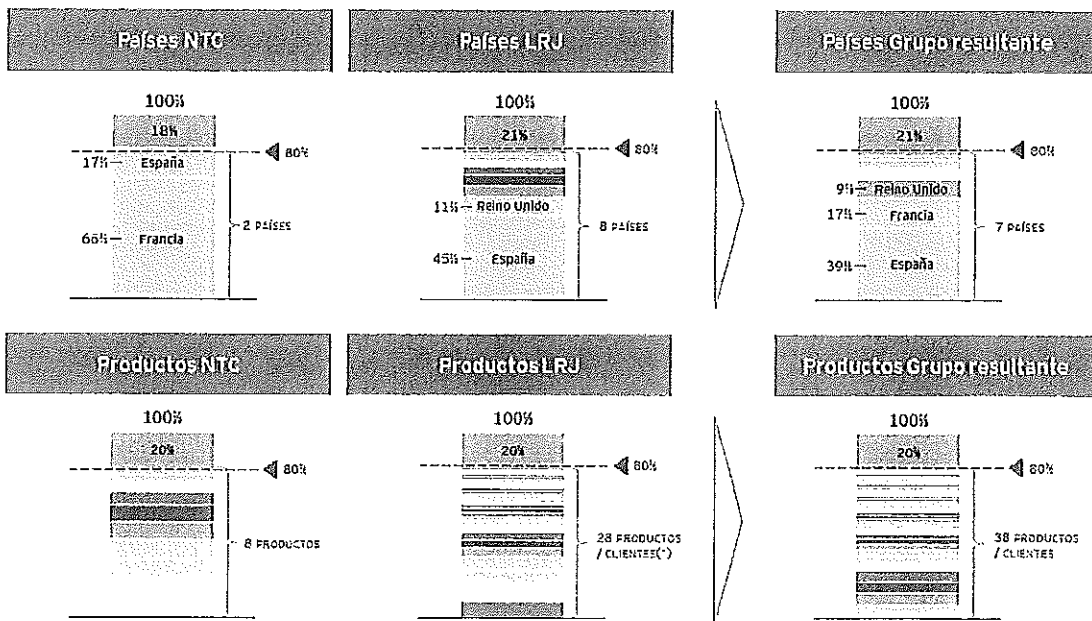 Países NTC
Países LRJ
Países Grupo resultante
100%
18%
80%
17%
España
2 PAÍSES
Francia
100%
21%
80%
11%
Reino Unido
8 PAÍSES
45%
España
100%
21%
80%
9%
Reino Unido
17%
Francia
7 PAÍSES
39%
España
Productos NTC
Productos LRJ
Productos Grupo resultante
100%
20%
80%
8 PRODUCTOS
100%
20%
80%
28 PRODUCTOS
/ CLIENTES(*)
100%
20%
80%
38 PRODUCTOS
/ CLIENTES